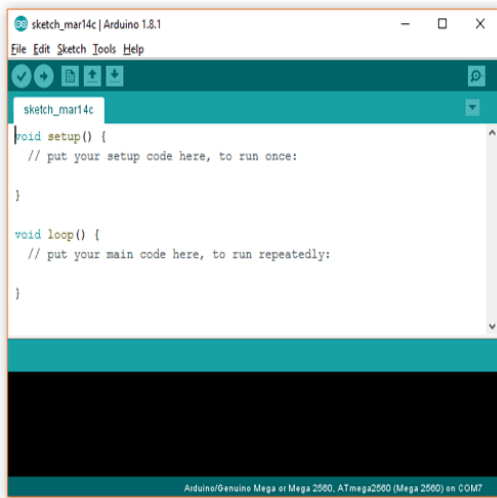 sketch_mar14c | Arduino 1.8.1
File Edit Sketch Tools Help
sketch_mar14c
void setup() {
  // put your setup code here, to run once:
}
void loop() {
  // put your main code here, to run repeatedly:
}
Arduino/Genuino Mega or Mega 2560, ATmega2560 (Mega 2560) on COM7